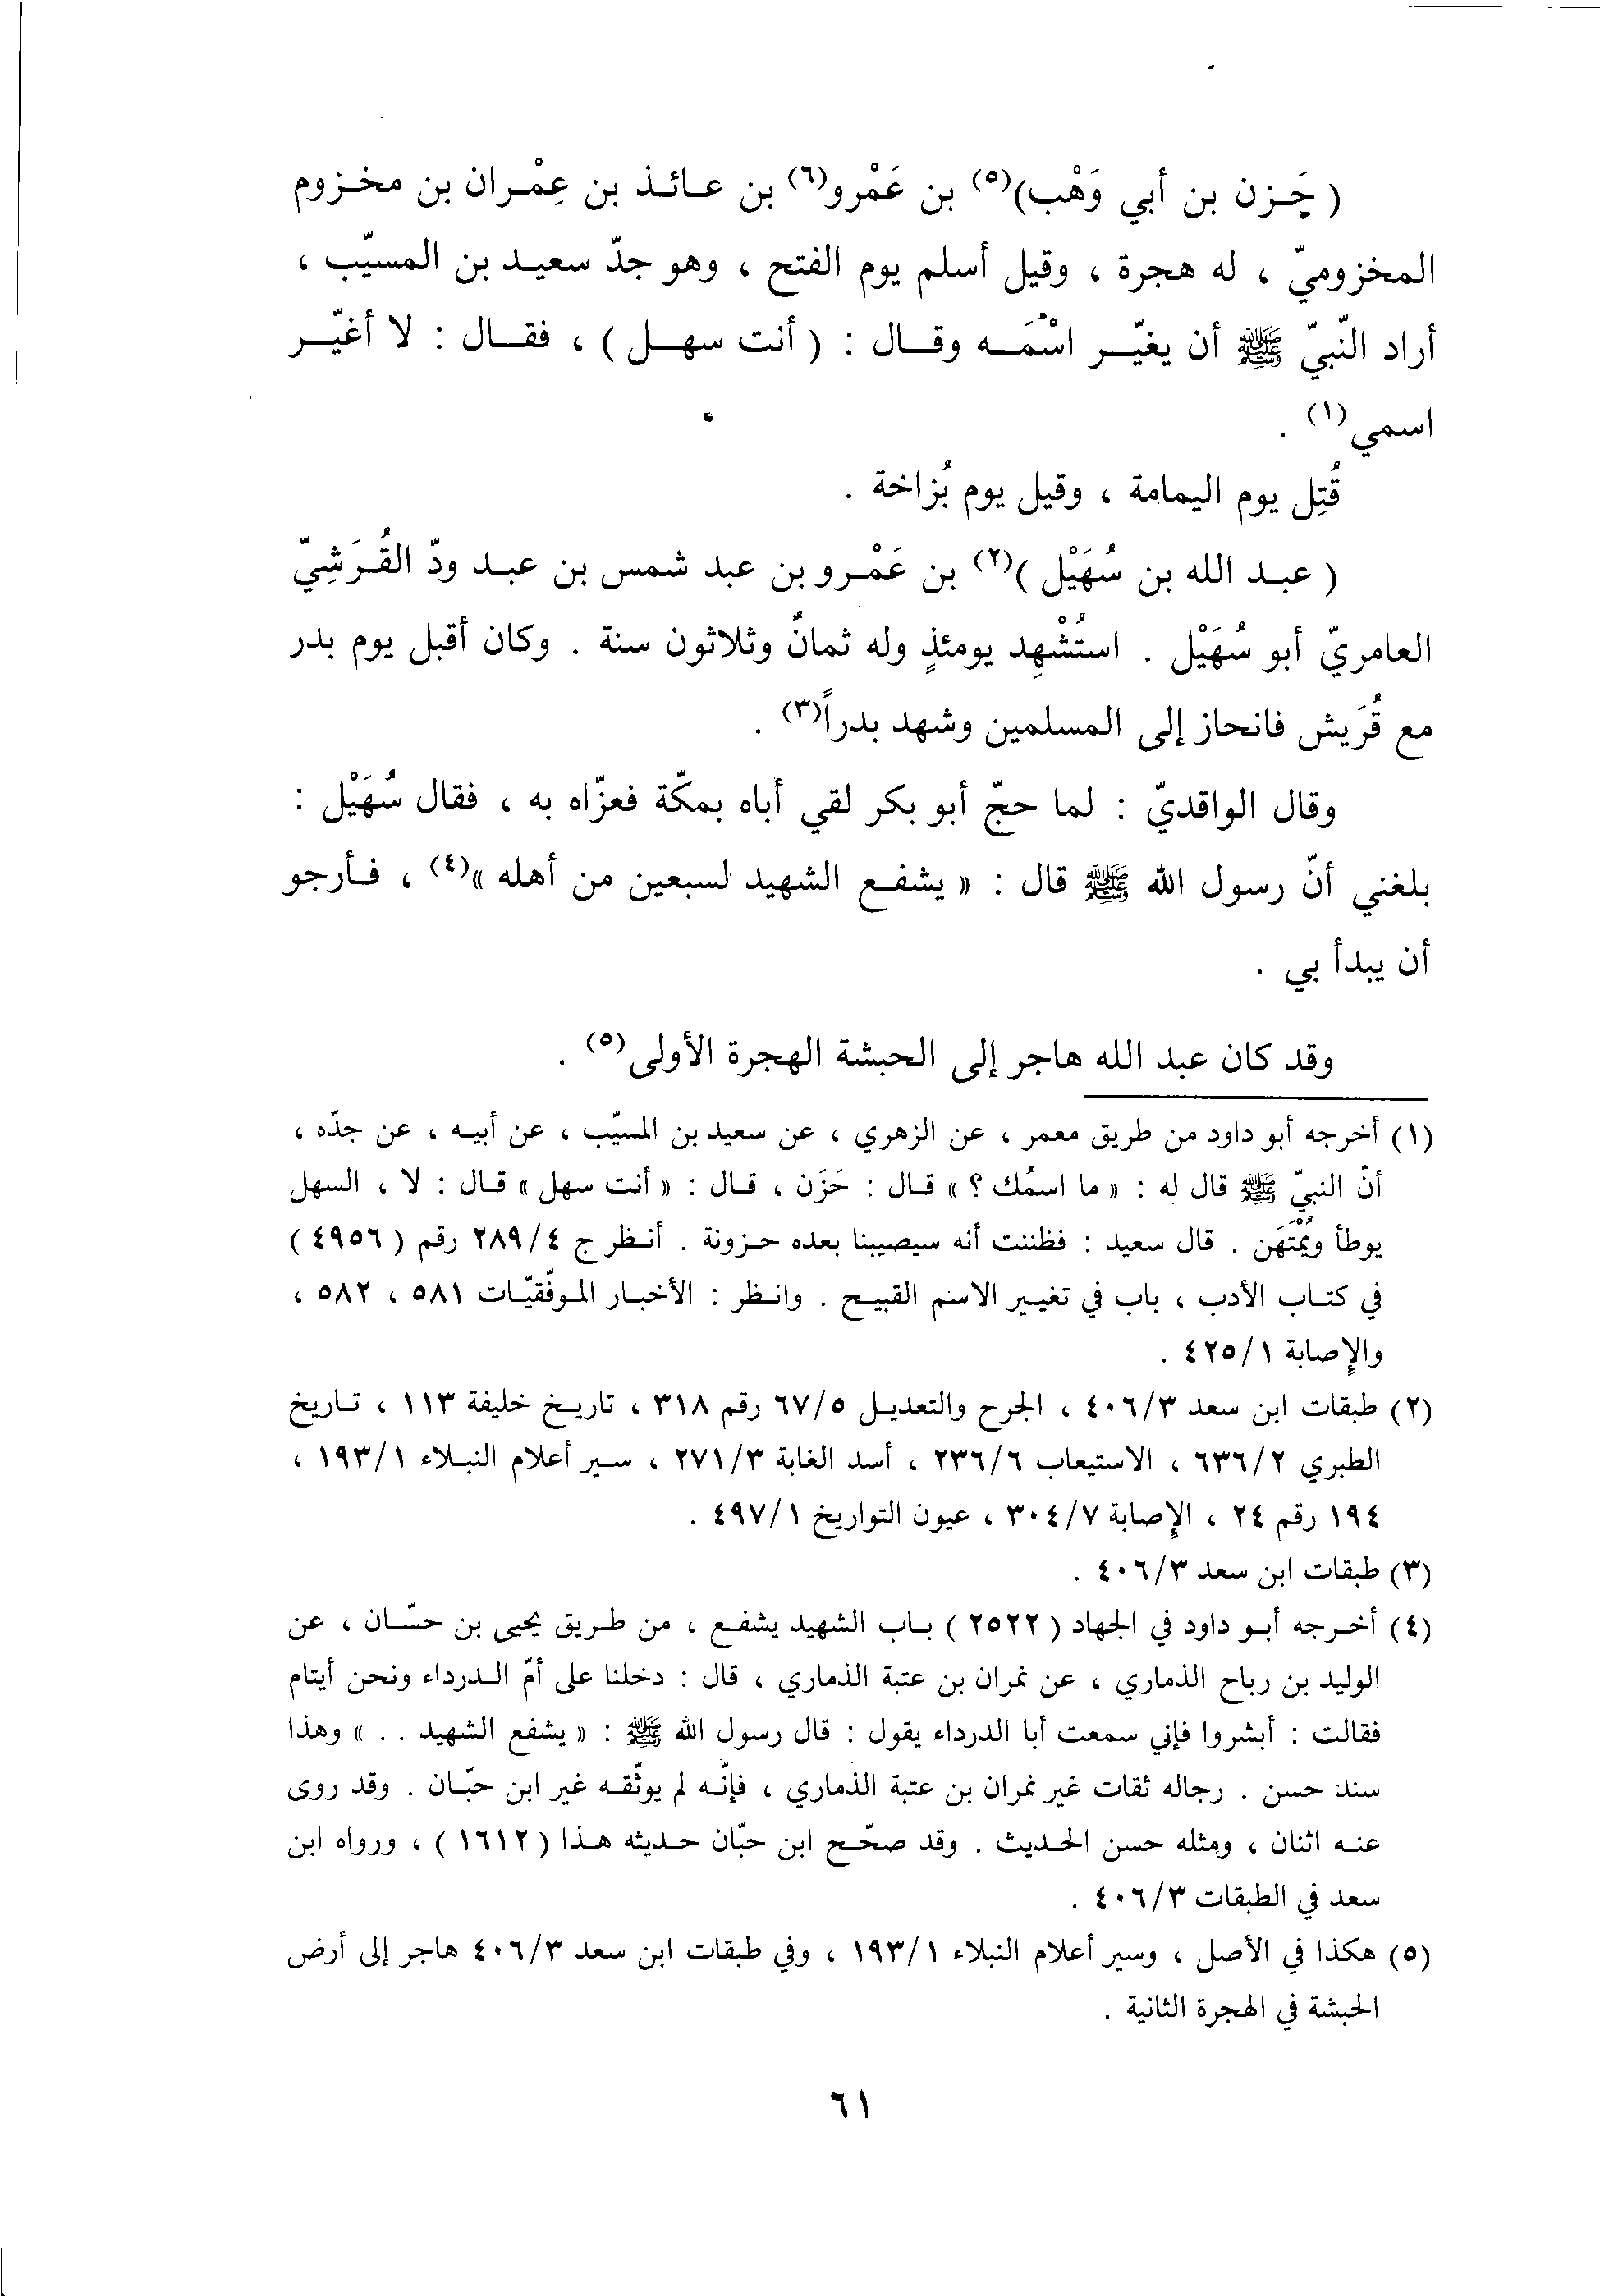 ( حَزن بن أبي وَهْب)(٥) بن عَمْرو(٦) بن عائذ بن عِمْران بن مخزوم
المخزوميّ ، له هجرة ، وقيل أسلم يوم الفتح ، وهو جدّ سعيد بن المسيّب ،
أراد النّبيّ ﷺ أن يغيّر اسْمَه وقال : ( أنت سهل ) ، فقال : لا أغيّر
اسمي(١) .
قُتِل يوم اليمامة ، وقيل يوم بُزاخة .
( عبد الله بن سُهَيْل )(٢) بن عَمْرو بن عبد شمس بن عبد ودّ القُرَشِيّ
العامريّ أبو سُهَيْل . استُشْهِد يومئذٍ وله ثمانٌ وثلاثون سنة . وكان أقبل يوم بدر
مع قُرَيش فانحاز إلى المسلمين وشهد بدراً(٣) .
وقال الواقديّ : لما حجّ أبو بكر لقي أباه بمكّة فعزّاه به ، فقال سُهَيْل :
بلغني أنّ رسول الله ﷺ قال : « يشفع الشهيد لسبعين من أهله »(٤) ، فأرجو
أن يبدأ بي .
وقد كان عبد الله هاجر إلى الحبشة الهجرة الأولى(٥) .
(١) أخرجه أبو داود من طريق معمر ، عن الزهري ، عن سعيد بن المسيّب ، عن أبيه ، عن جدّه ،
أنّ النبيّ ﷺ قال له : « ما اسمُك ؟ » قال : حَزَن ، قال : « أنت سهل » قال : لا ، السهل
يوطأ ويُمْتَهَن . قال سعيد : فظننت أنه سيصيبنا بعده حزونة . أنظر ج ٢٨٩/٤ رقم ( ٤٩٥٦ )
في كتاب الأدب ، باب في تغيير الاسم القبيح . وانظر : الأخبار الموفّقيّات ٥٨١ ، ٥٨٢ ،
والإصابة ٤٢٥/١ .
(٢) طبقات ابن سعد ٤٠٦/٣ ، الجرح والتعديل ٦٧/٥ رقم ٣١٨ ، تاريخ خليفة ١١٣ ، تاريخ
الطبري ٦٣٦/٢ ، الاستيعاب ٢٣٦/٦ ، أسد الغابة ٢٧١/٣ ، سير أعلام النبلاء ١٩٣/١ ،
١٩٤ رقم ٢٤ ، الإصابة ٣٠٤/٧ ، عيون التواريخ ٤٩٧/١ .
(٣) طبقات ابن سعد ٤٠٦/٣ .
(٤) أخرجه أبو داود في الجهاد ( ٢٥٢٢ ) باب الشهيد يشفع ، من طريق يحيى بن حسّان ، عن
الوليد بن رباح الذماري ، عن نمران بن عتبة الذماري ، قال : دخلنا على أمّ الدرداء ونحن أيتام
فقالت : أبشروا فإني سمعت أبا الدرداء يقول : قال رسول الله ﷺ : « يشفع الشهيد . . » وهذا
سند حسن . رجاله ثقات غير نمران بن عتبة الذماري ، فإنّه لم يوثّقه غير ابن حبّان . وقد روى
عنه اثنان ، ومثله حسن الحديث . وقد صحّح ابن حبّان حديثه هذا ( ١٦١٢ ) ، ورواه ابن
سعد في الطبقات ٤٠٦/٣ .
(٥) هكذا في الأصل ، وسير أعلام النبلاء ١٩٣/١ ، وفي طبقات ابن سعد ٤٠٦/٣ هاجر إلى أرض
الحبشة في الهجرة الثانية .
٦١